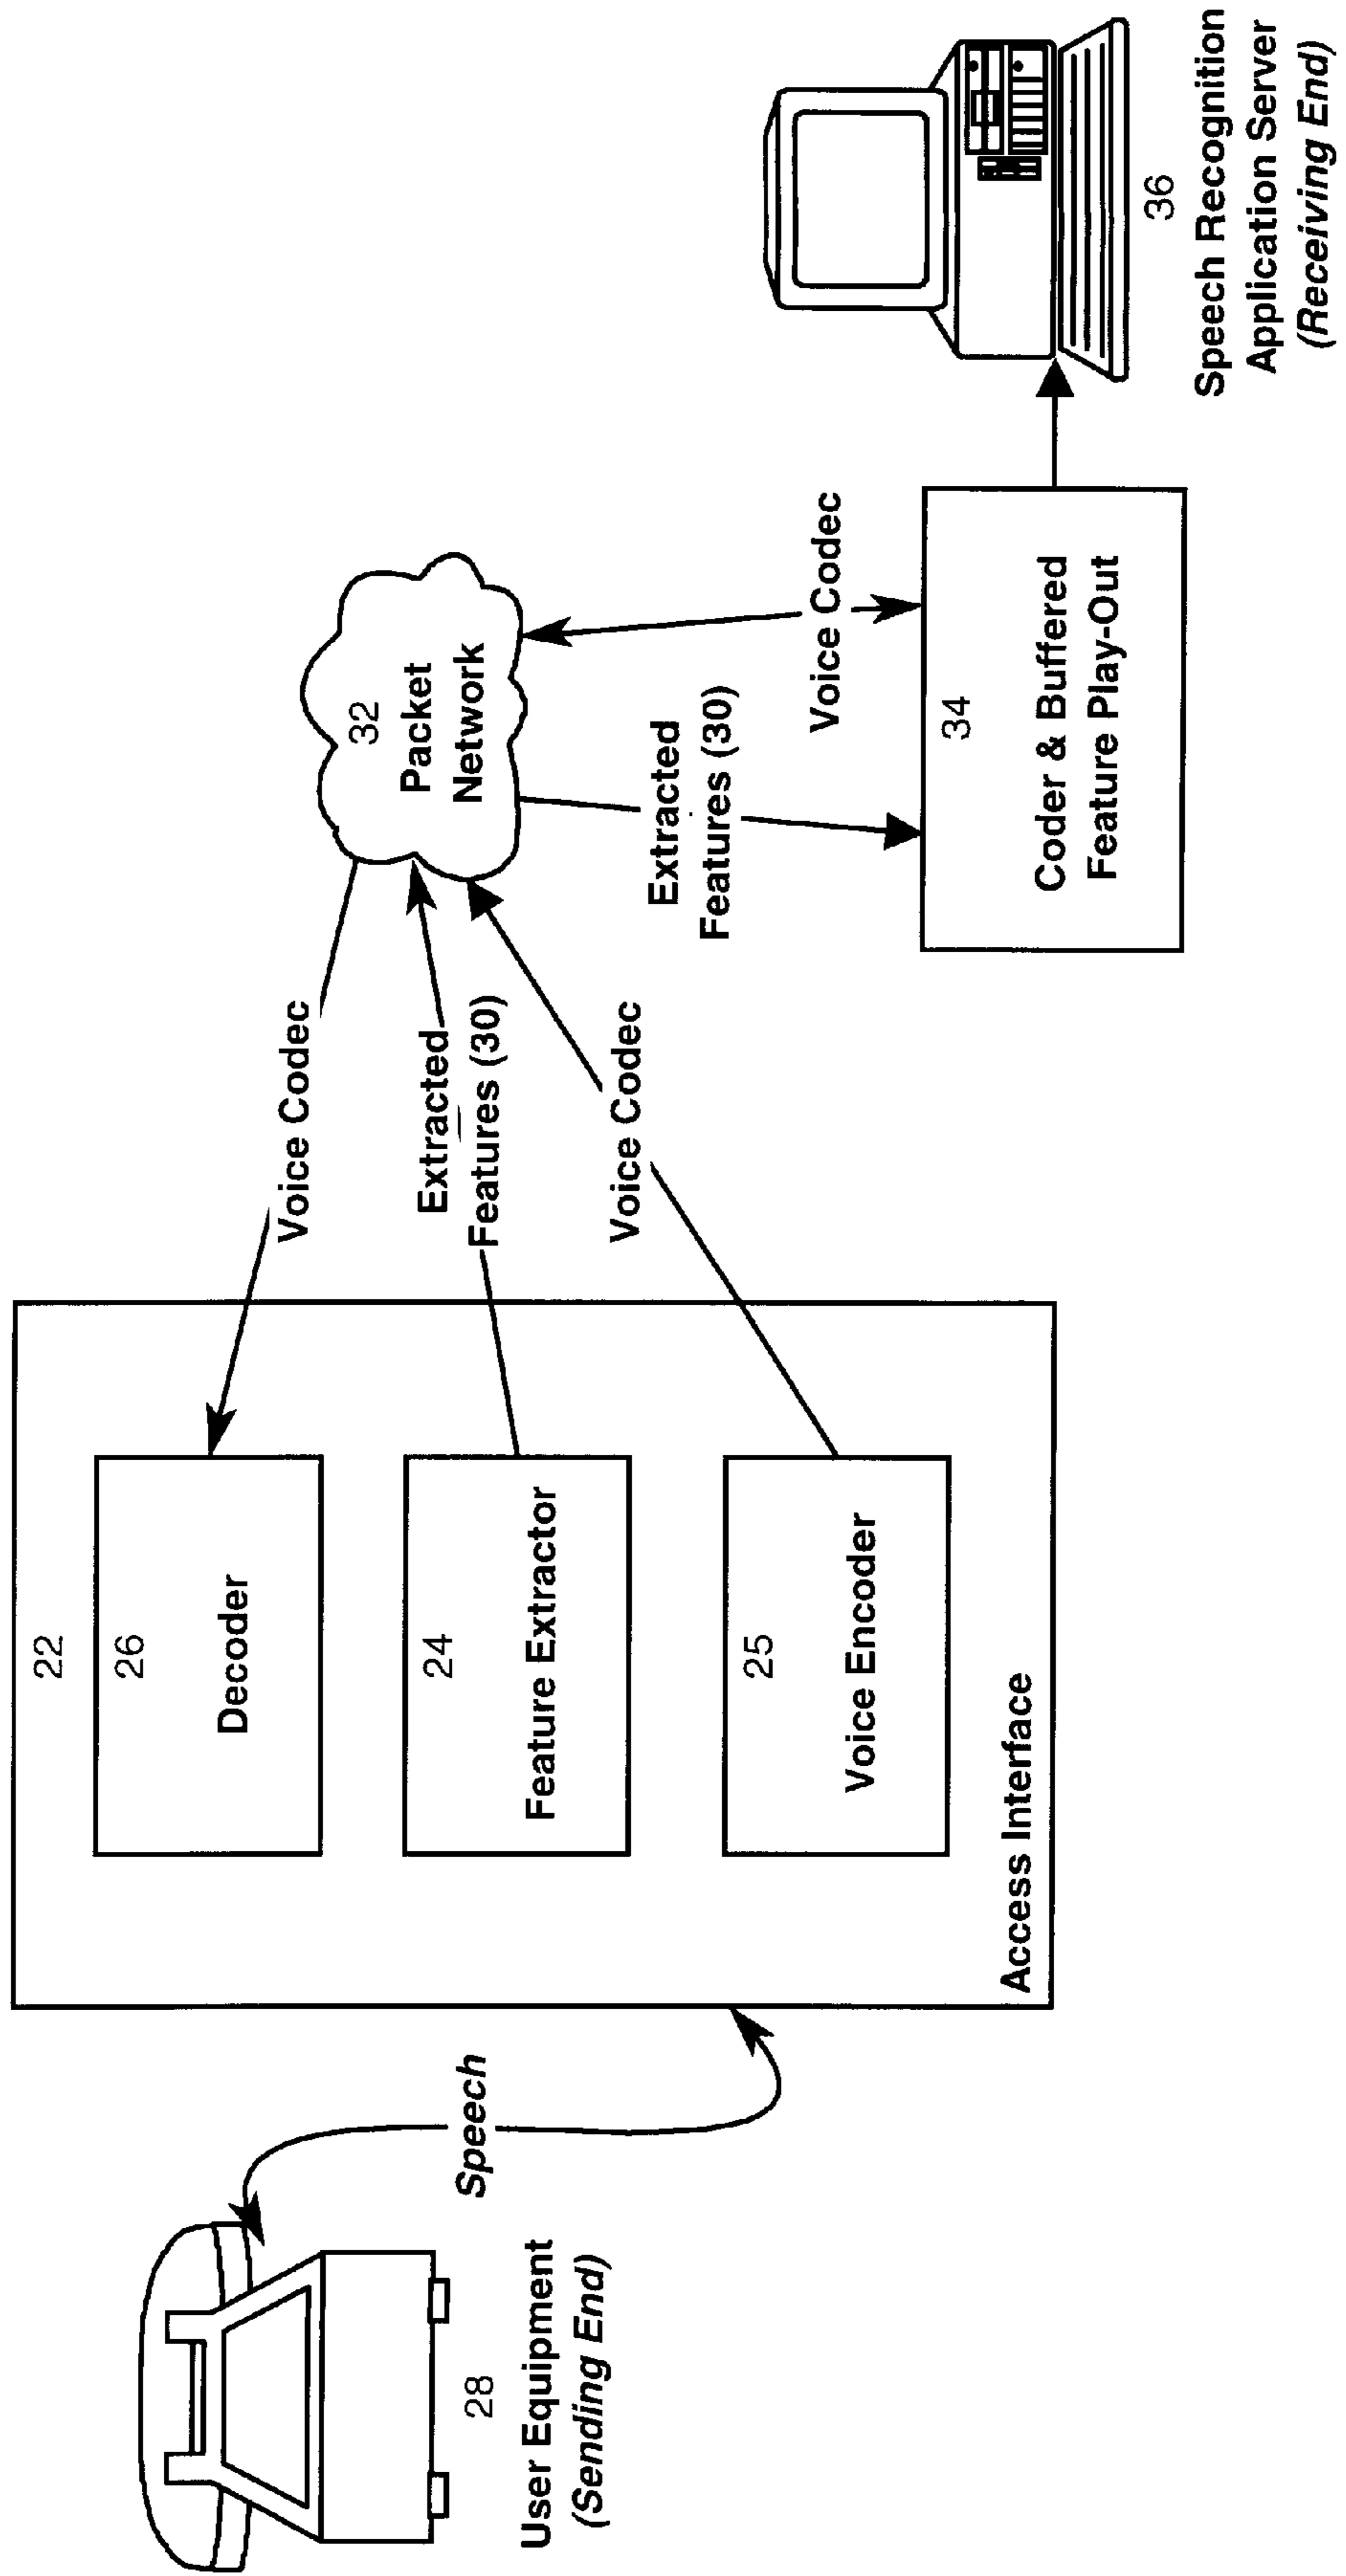 28
User Equipment
(Sending End)
Speech
22
26
Decoder
24
Feature Extractor
25
Voice Encoder
Access Interface
Voice Codec
Extracted
Features (30)
Voice Codec
32
Packet
Network
Extracted
Features (30)
Voice Codec
34
Coder & Buffered
Feature Play-Out
36
Speech Recognition
Application Server
(Receiving End)